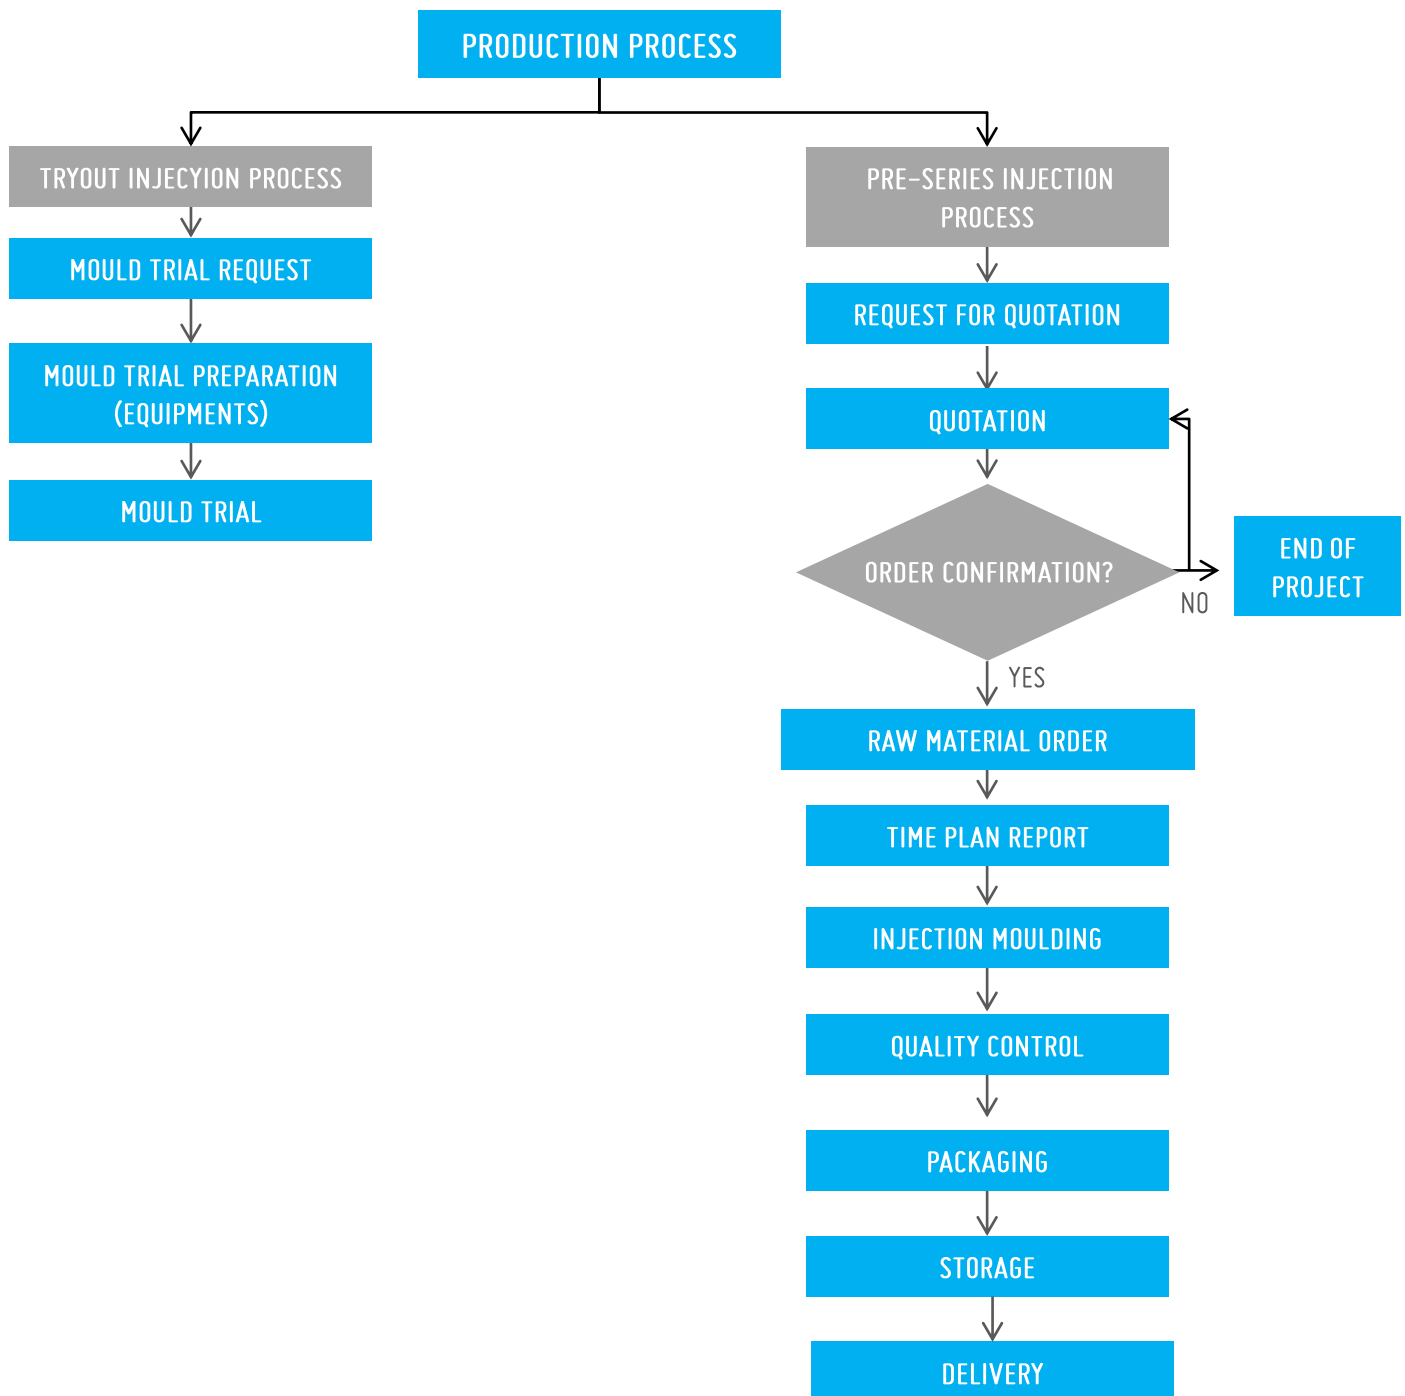 PRODUCTION PROCESS
TRYOUT INJECYION PROCESS
MOULD TRIAL REQUEST
MOULD TRIAL PREPARATION
(EQUIPMENTS)
MOULD TRIAL
PRE-SERIES INJECTION
PROCESS
REQUEST FOR QUOTATION
QUOTATION
ORDER CONFIRMATION?
NO
END OF
PROJECT
YES
RAW MATERIAL ORDER
TIME PLAN REPORT
INJECTION MOULDING
QUALITY CONTROL
PACKAGING
STORAGE
DELIVERY